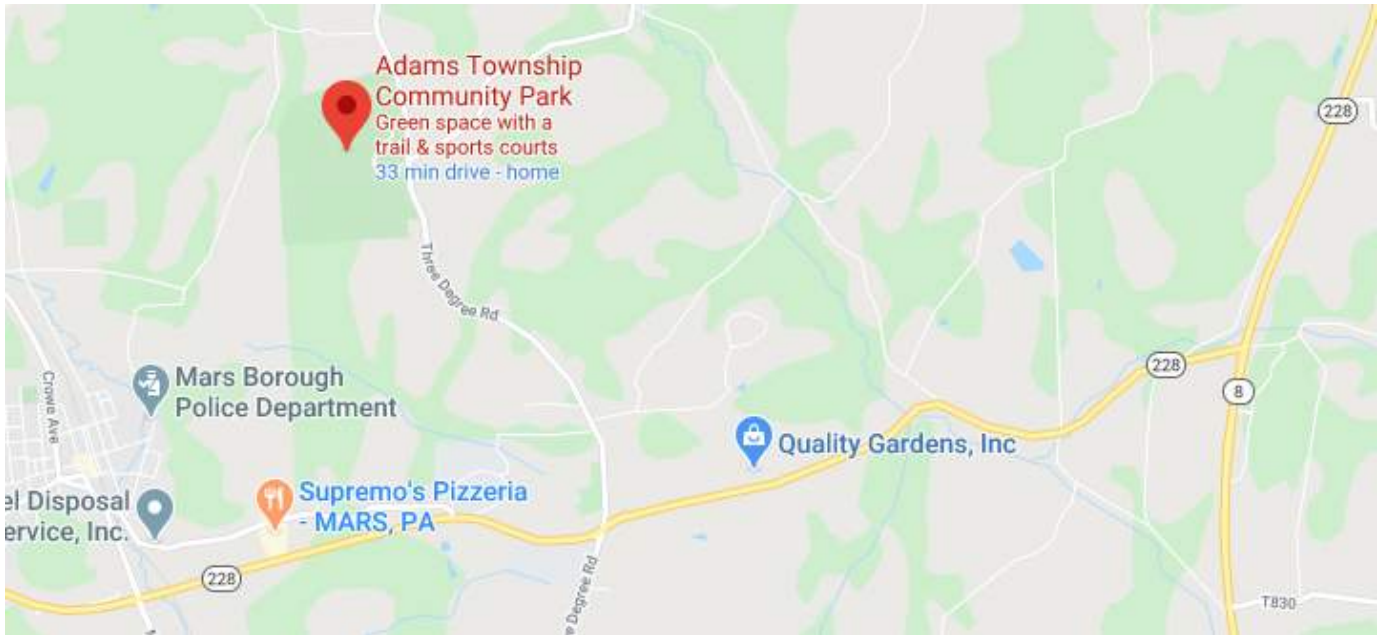 Adams Township
Community Park
Green space with a
trail & sports courts
33 min drive - home
228
Three Degree Rd
228
Mars Borough
Police Department
Crowe Ave
8
Quality Gardens, Inc
el Disposal
ervice, Inc.
Supremo's Pizzeria
- MARS, PA
228
e Degree Rd
T830